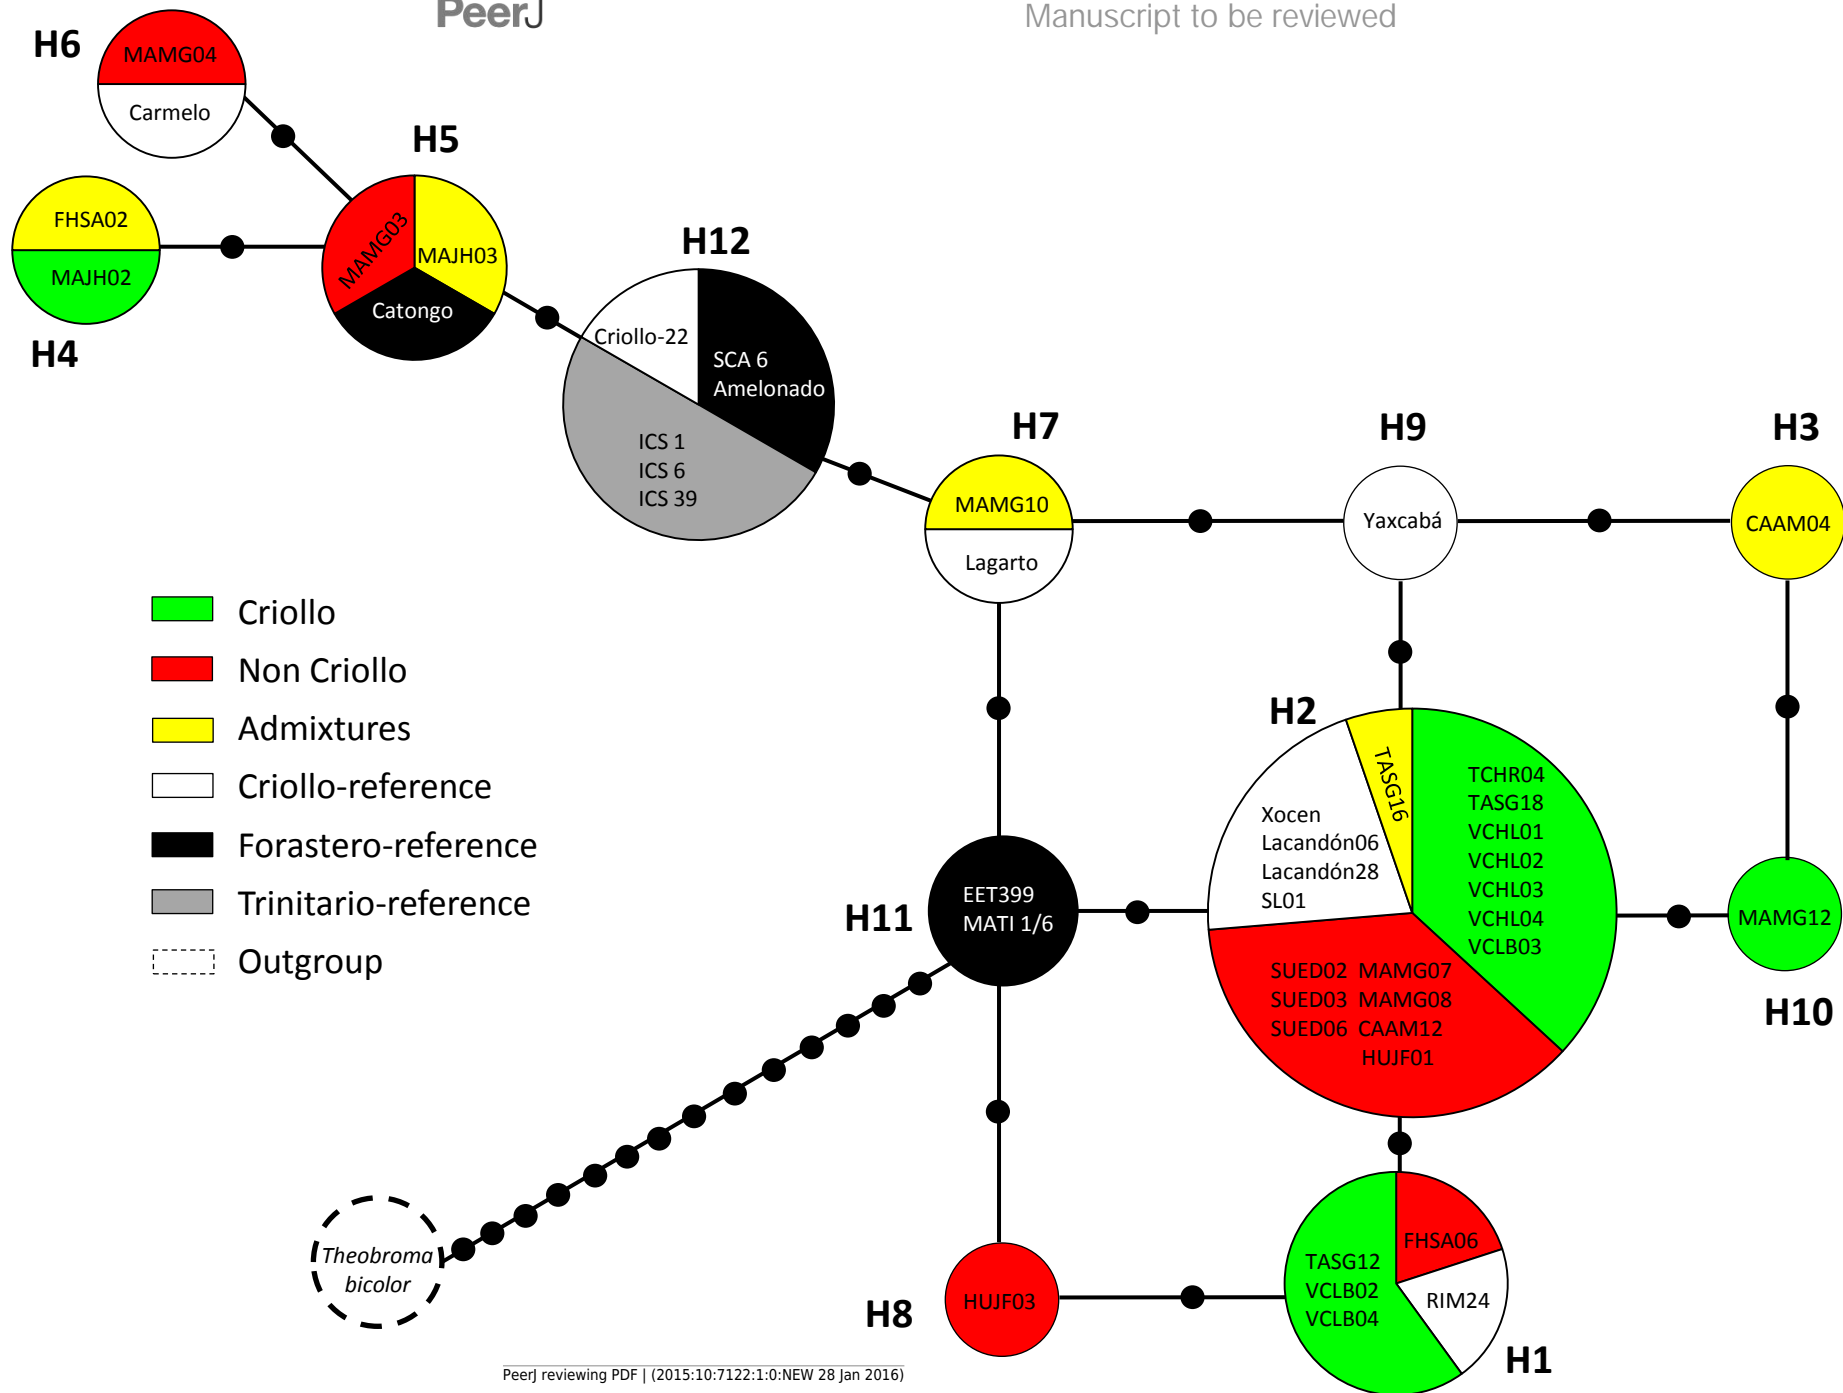 PeerJ
Manuscript to be reviewed
H6
MAMG04
Carmelo
H5
FHSA02
MAJH02
H4
MAMG03
MAJH03
Catongo
H12
Criollo-22
SCA 6
Amelonado
ICS 1
ICS 6
ICS 39
H7
MAMG10
Lagarto
H9
Yaxcabá
H3
CAAM04
Criollo
Non Criollo
Admixtures
Criollo-reference
Forastero-reference
Trinitario-reference
Outgroup
H2
TASG16
Xocen
Lacandón06
Lacandón28
SL01
TCHR04
TASG18
VCHL01
VCHL02
VCHL03
VCHL04
VCLB03
SUED02 MAMG07
SUED03 MAMG08
SUED06 CAAM12
HUJF01
MAMG12
H10
H11
EET399
MATI 1/6
Theobroma
bicolor
H8
HUJF03
TASG12
VCLB02
VCLB04
FHSA06
RIM24
H1
PeerJ reviewing PDF | (2015:10:7122:1:0:NEW 28 Jan 2016)